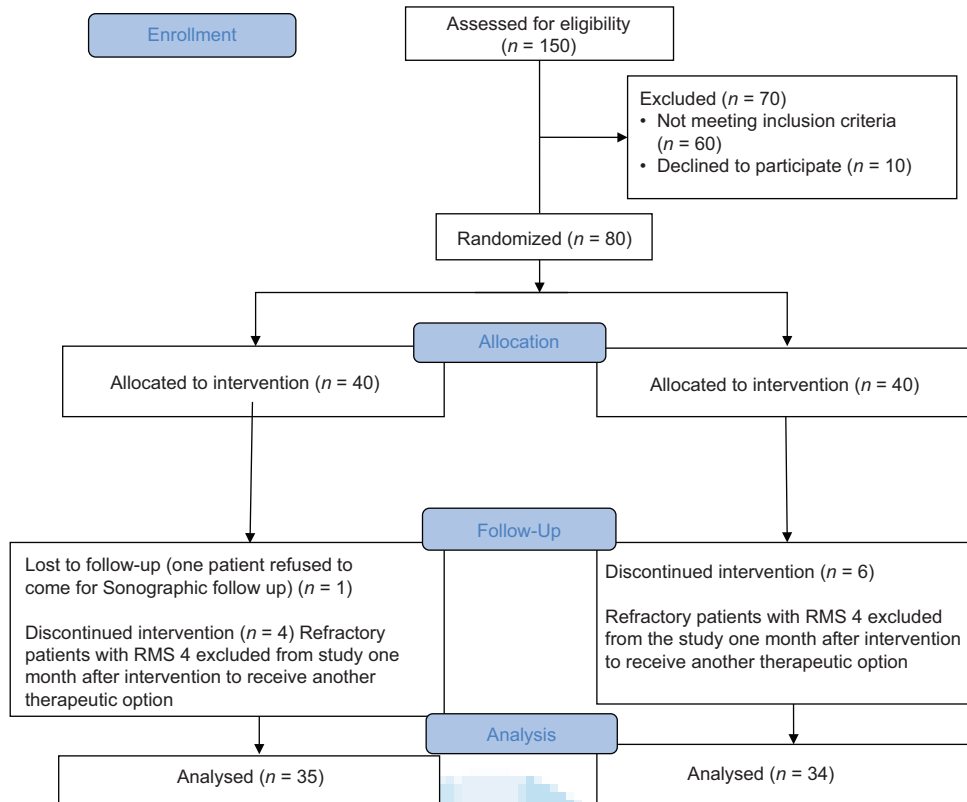 Enrollment
Assessed for eligibility
(n = 150)
Excluded (n = 70)
• Not meeting inclusion criteria
(n = 60)
• Declined to participate (n = 10)
Randomized (n = 80)
Allocation
Allocated to intervention (n = 40)
Allocated to intervention (n = 40)
Follow-Up
Lost to follow-up (one patient refused to
come for Sonographic follow up) (n = 1)
Discontinued intervention (n = 4) Refractory
patients with RMS 4 excluded from study one
month after intervention to receive another
therapeutic option
Discontinued intervention (n = 6)
Refractory patients with RMS 4 excluded
from the study one month after intervention
to receive another therapeutic option
Analysis
Analysed (n = 35)
Analysed (n = 34)